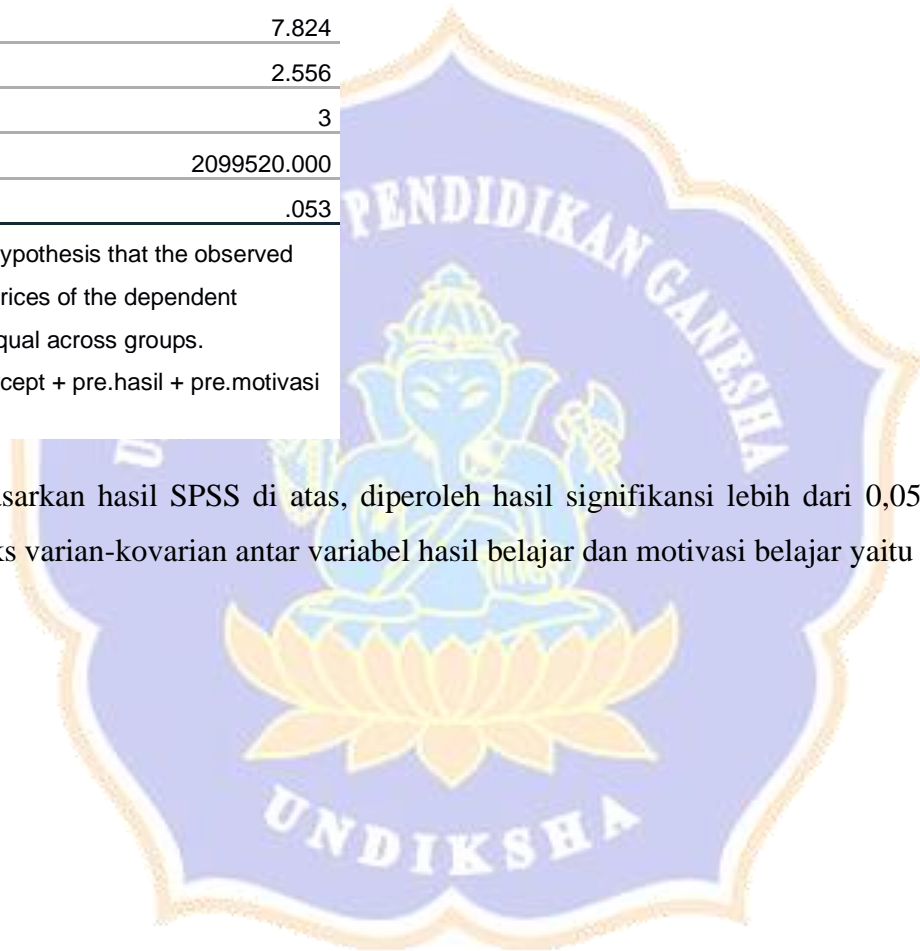 7.824
2.556
3
2099520.000
.053
ypothesis that the observed
rices of the dependent
qual across groups.
cept + pre.hasil + pre.motivasi
PENDIDIKAN GANESHA
U
UNDIKSHA
sarkan hasil SPSS di atas, diperoleh hasil signifikansi lebih dari 0,05
ks varian-kovarian antar variabel hasil belajar dan motivasi belajar yaitu